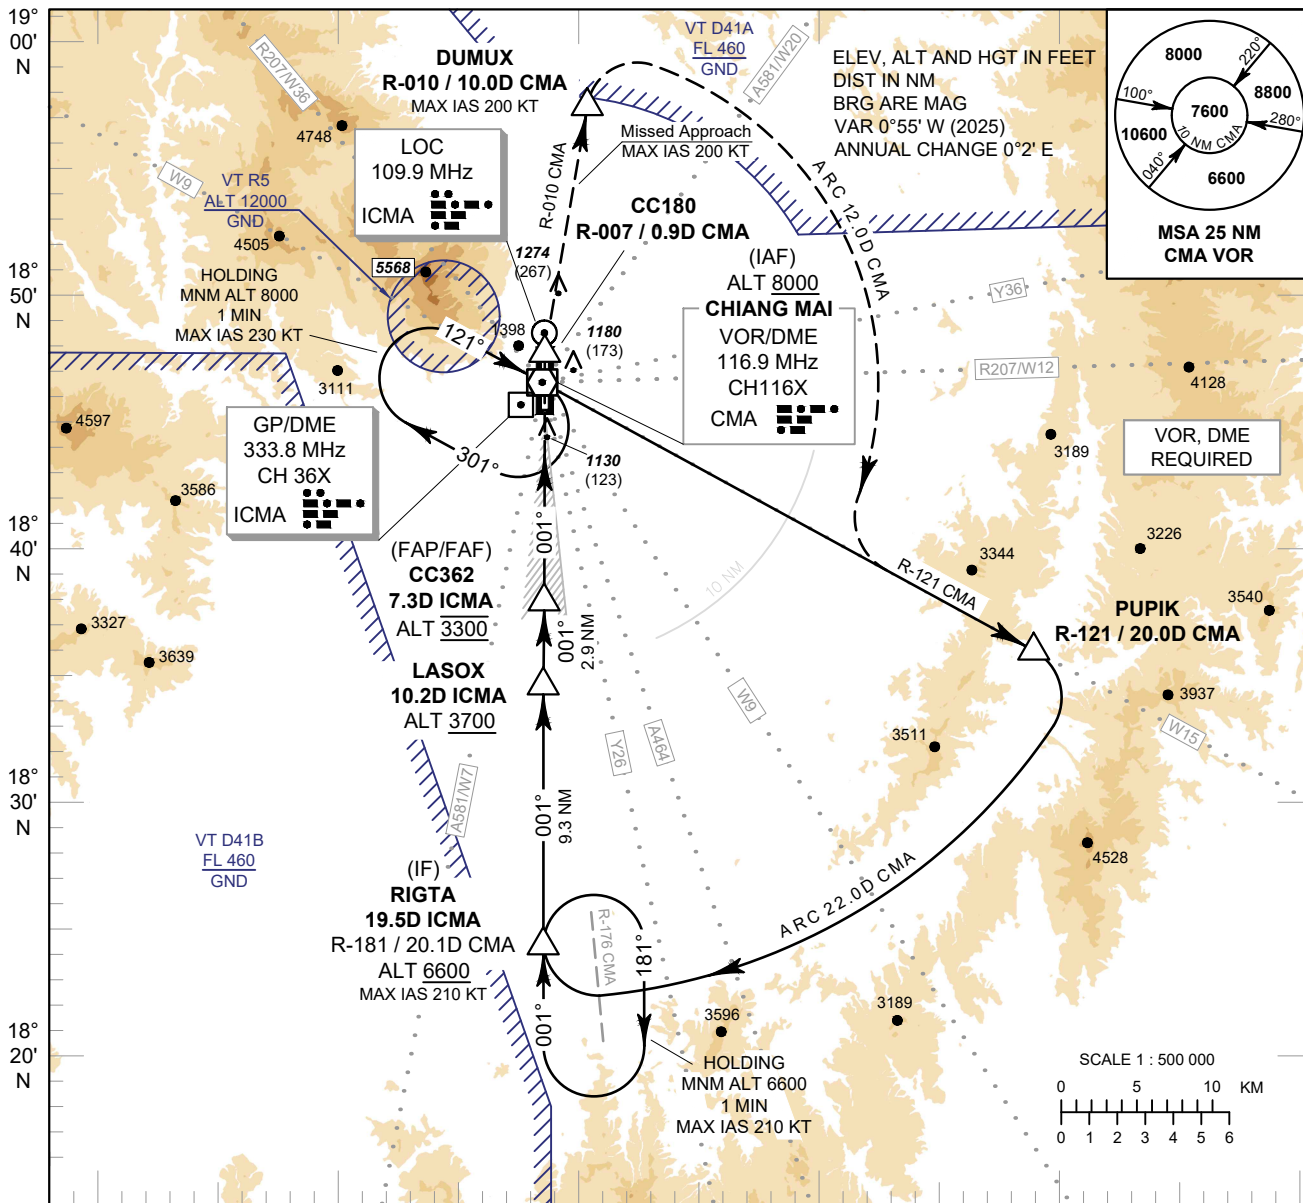 19°
00'
N
18°
50'
N
18°
40'
N
18°
30'
N
18°
20'
N
DUMUX
R-010 / 10.0D CMA
MAX IAS 200 KT
VT D41A
FL 460
GND
A581/W20
ELEV, ALT AND HGT IN FEET
DIST IN NM
BRG ARE MAG
VAR 0°55' W (2025)
ANNUAL CHANGE 0°2' E
8000
220°
8800
100°
7600
280°
10600
10 NM CMA
040°
6600
MSA 25 NM
CMA VOR
R207/W36
4748
LOC
109.9 MHz
ICMA
Missed Approach
MAX IAS 200 KT
R-010 CMA
ARC 12.0D CMA
W9
VT R5
ALT 12000
GND
4505
5568
CC180
R-007 / 0.9D CMA
1274
(267)
HOLDING
MNM ALT 8000
1 MIN
MAX IAS 230 KT
(IAF)
ALT 8000
CHIANG MAI
VOR/DME
116.9 MHz
CH116X
CMA
Y36
121°
1398
1180
(173)
3111
R207/W12
4128
4597
GP/DME
333.8 MHz
CH 36X
ICMA
301°
1130
(123)
3189
VOR, DME
REQUIRED
3586
001°
3226
(FAP/FAF)
CC362
7.3D ICMA
ALT 3300
10 NM
3344
R-121 CMA
3540
PUPIK
R-121 / 20.0D CMA
3327
3639
001°
2.9 NM
LASOX
10.2D ICMA
ALT 3700
W9
3937
W15
3511
Y26
A464
A581/W7
001°
9.3 NM
VT D41B
FL 460
GND
4528
(IF)
RIGTA
19.5D ICMA
R-181 / 20.1D CMA
ALT 6600
MAX IAS 210 KT
R-176 CMA
181°
ARC 22.0D CMA
001°
3596
3189
HOLDING
MNM ALT 6600
1 MIN
MAX IAS 210 KT
SCALE 1 : 500 000
0 5 10 KM
0 1 2 3 4 5 6